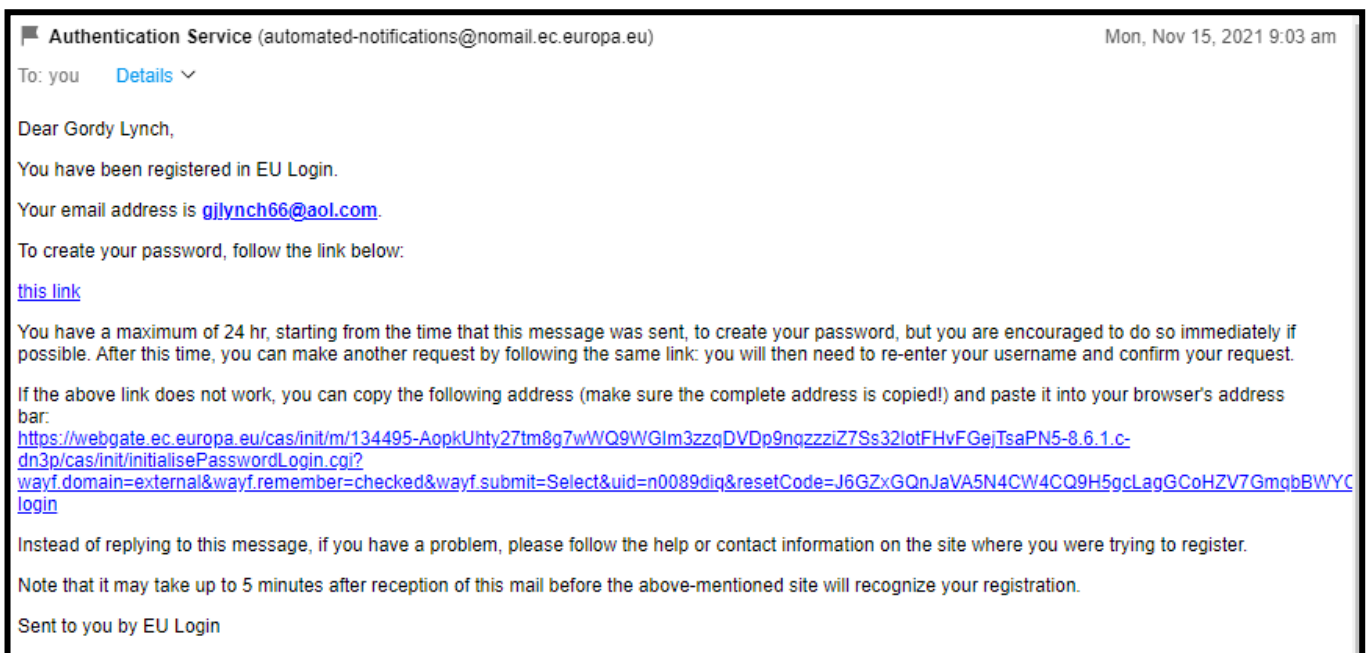 Authentication Service (automated-notifications@nomail.ec.europa.eu) Mon, Nov 15, 2021 9:03 am
To: you Details
Dear Gordy Lynch,
You have been registered in EU Login.
Your email address is gjlynch66@aol.com.
To create your password, follow the link below:
this link
You have a maximum of 24 hr, starting from the time that this message was sent, to create your password, but you are encouraged to do so immediately if
possible. After this time, you can make another request by following the same link: you will then need to re-enter your username and confirm your request.
If the above link does not work, you can copy the following address (make sure the complete address is copied!) and paste it into your browser's address
bar:
https://webgate.ec.europa.eu/cas/init/m/134495-AopkUhty27tm8g7wWQ9WGIm3zzqDVDp9nqzzziZ7Ss32lotFHvFGejTsaPN5-8.6.1.c-
dn3p/cas/init/initialisePasswordLogin.cgi?
wayf.domain=external&wayf.remember=checked&wayf.submit=Select&uid=n0089diq&resetCode=J6GZxGQnJaVA5N4CW4CQ9H5gcLagGCoHZV7GmqbBWYC
login
Instead of replying to this message, if you have a problem, please follow the help or contact information on the site where you were trying to register.
Note that it may take up to 5 minutes after reception of this mail before the above-mentioned site will recognize your registration.
Sent to you by EU Login